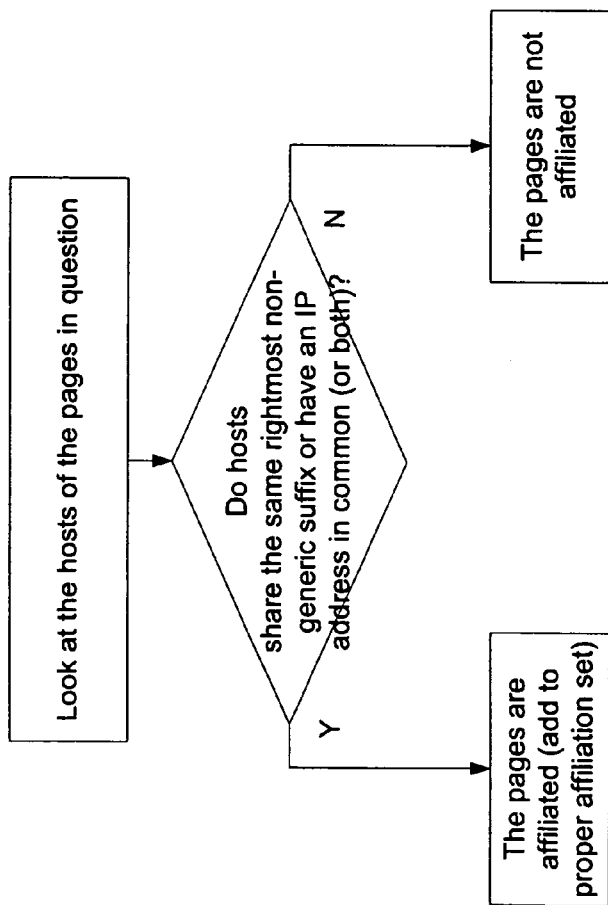 Look at the hosts of the pages in question
Do hosts
share the same rightmost non-
generic suffix or have an IP
address in common (or both)?
Y
N
The pages are
affiliated (add to
proper affiliation set)
The pages are not
affiliated